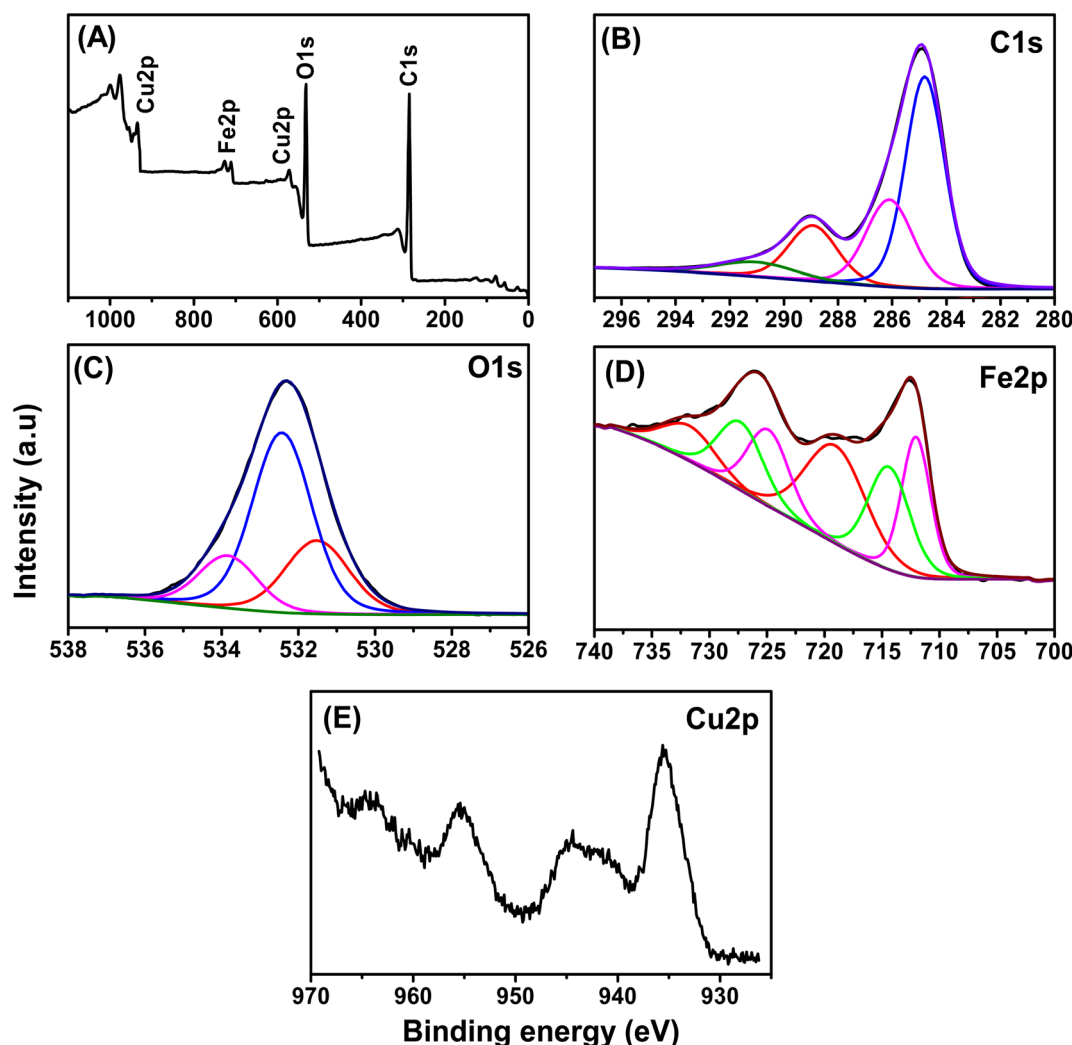 (A)
Cu2p
Fe2p
Cu2p
O1s
C1s
1000 800 600 400 200 0
(B)
C1s
296 294 292 290 288 286 284 282 280
(C)
O1s
538 536 534 532 530 528 526
(D)
Fe2p
740 735 730 725 720 715 710 705 700
(E)
Cu2p
970 960 950 940 930
Intensity (a.u)
Binding energy (eV)